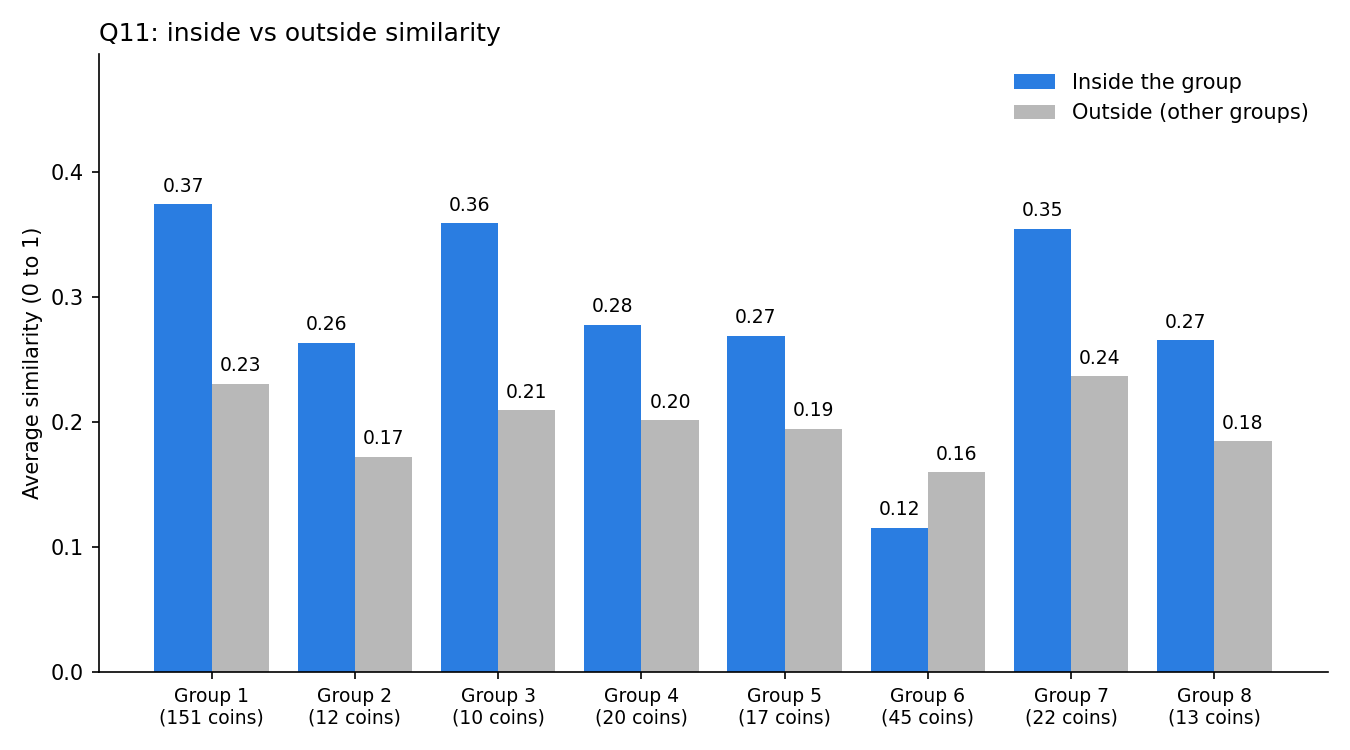 Q11: inside vs outside similarity
Inside the group
Outside (other groups)
Average similarity (0 to 1)
0.4
0.3
0.2
0.1
0.0
0.37
0.23
0.26
0.17
0.36
0.21
0.28
0.20
0.27
0.19
0.12
0.16
0.35
0.24
0.27
0.18
Group 1
(151 coins)
Group 2
(12 coins)
Group 3
(10 coins)
Group 4
(20 coins)
Group 5
(17 coins)
Group 6
(45 coins)
Group 7
(22 coins)
Group 8
(13 coins)